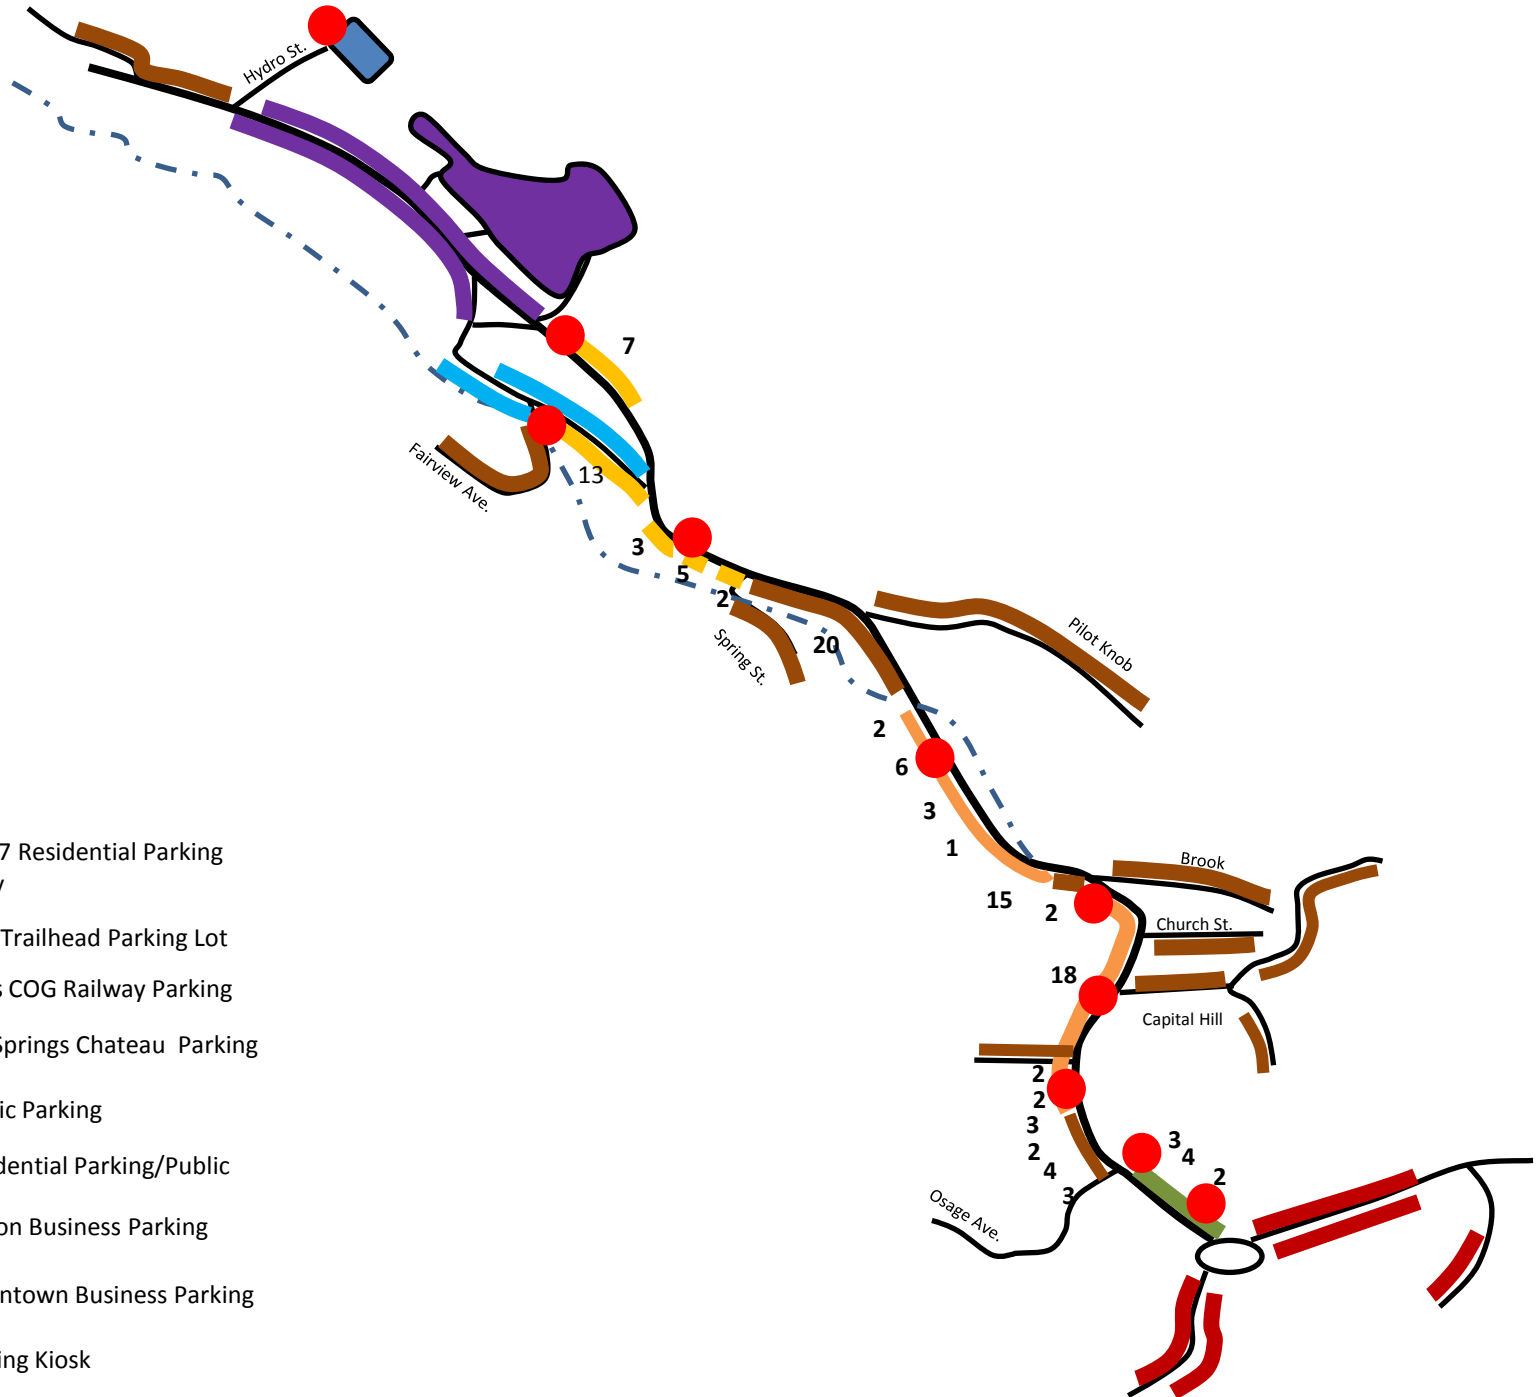 Hydro St.
7
Fairview Ave.
13
3
5
2
Spring St.
20
Pilot Knob
2
6
3
1
15
2
Brook
Church St.
18
Capital Hill
2
2
3
2
4
3
Osage Ave.
3
4
2
7 Residential Parking
Trailhead Parking Lot
s COG Railway Parking
Springs Chateau Parking
ic Parking
dential Parking/Public
on Business Parking
ntown Business Parking
ing Kiosk